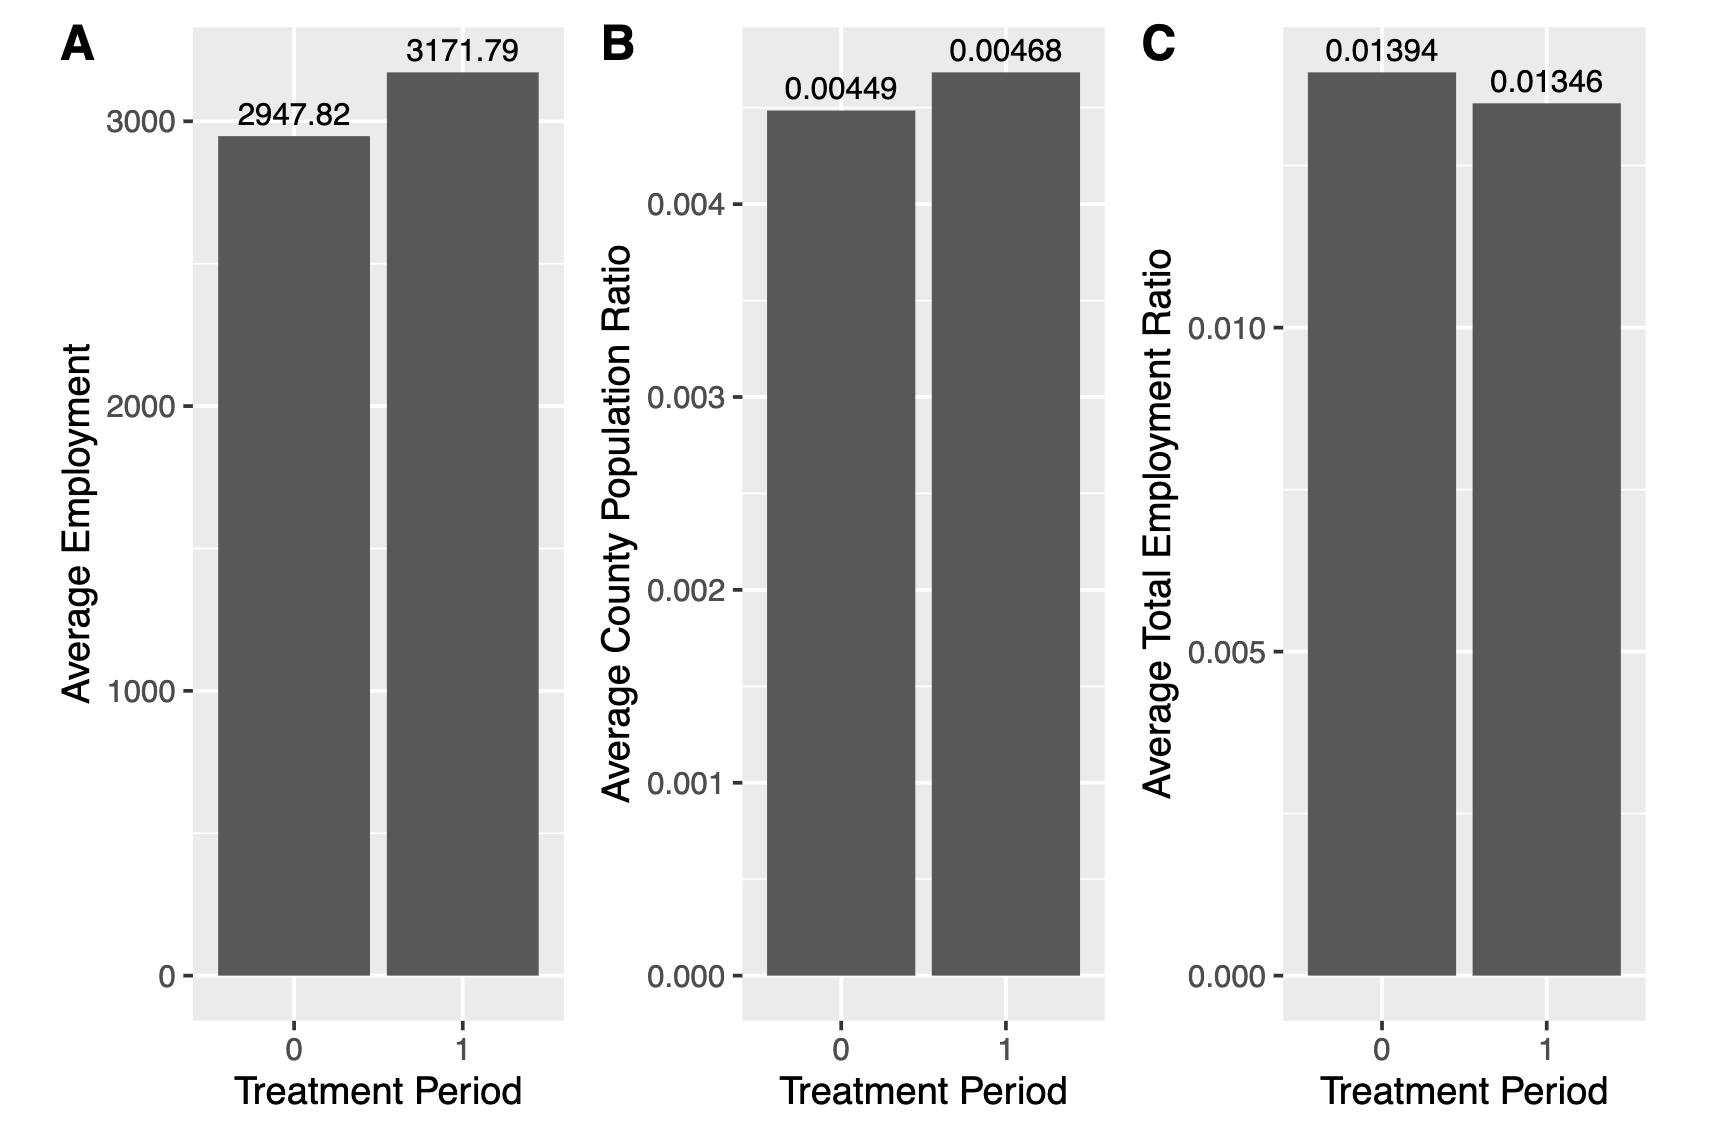 A
3171.79
2947.82
3000
2000
1000
0
Average Employment
0 1
Treatment Period
B
0.00468
0.00449
0.004
0.003
0.002
0.001
0.000
Average County Population Ratio
0 1
Treatment Period
C
0.01394
0.01346
0.010
0.005
0.000
Average Total Employment Ratio
0 1
Treatment Period